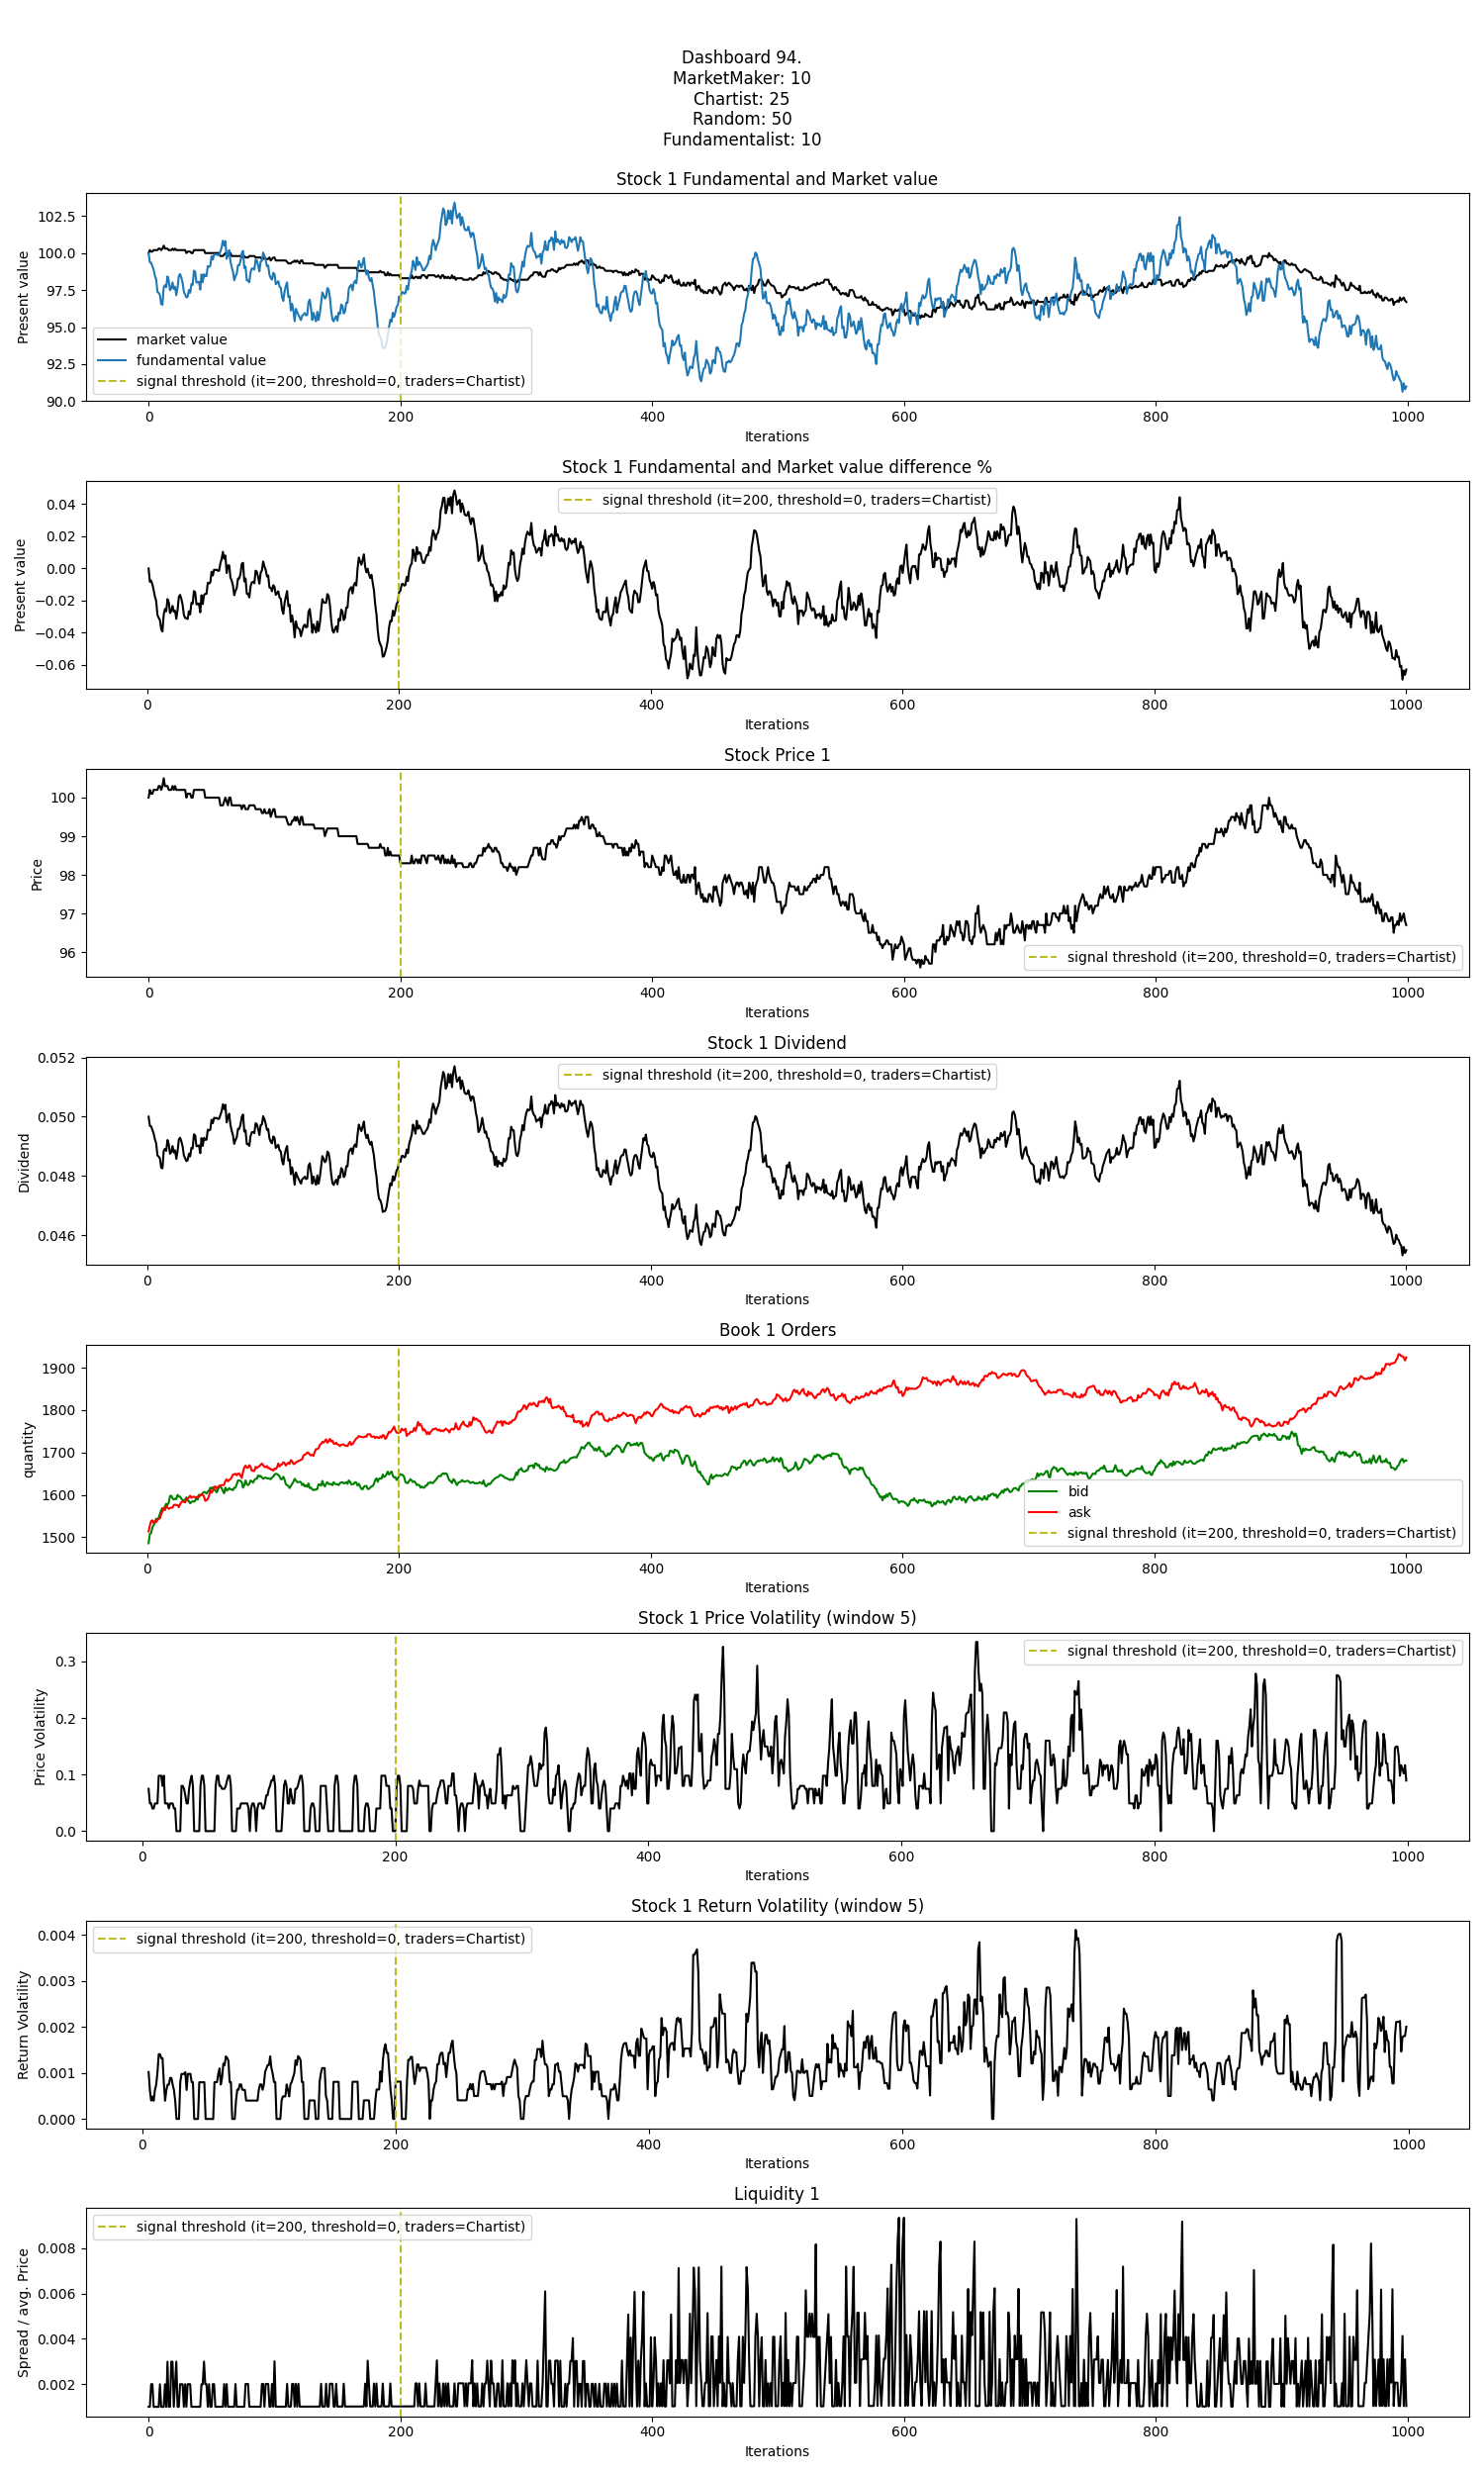 Dashboard 94.
MarketMaker: 10
Chartist: 25
Random: 50
Fundamentalist: 10
Stock 1 Fundamental and Market value
Present value
102.5
100.0
97.5
95.0
92.5
90.0
market value
fundamental value
signal threshold (it=200, threshold=0, traders=Chartist)
0 200 400 600 800 1000
Iterations
Stock 1 Fundamental and Market value difference %
Present value
0.04
0.02
0.00
−0.02
−0.04
−0.06
signal threshold (it=200, threshold=0, traders=Chartist)
0 200 400 600 800 1000
Iterations
Stock Price 1
Price
100
99
98
97
96
signal threshold (it=200, threshold=0, traders=Chartist)
0 200 400 600 800 1000
Iterations
Stock 1 Dividend
Dividend
0.052
0.050
0.048
0.046
signal threshold (it=200, threshold=0, traders=Chartist)
0 200 400 600 800 1000
Iterations
Book 1 Orders
quantity
1900
1800
1700
1600
1500
bid
ask
signal threshold (it=200, threshold=0, traders=Chartist)
0 200 400 600 800 1000
Iterations
Stock 1 Price Volatility (window 5)
Price Volatility
0.3
0.2
0.1
0.0
signal threshold (it=200, threshold=0, traders=Chartist)
0 200 400 600 800 1000
Iterations
Stock 1 Return Volatility (window 5)
Return Volatility
0.004
0.003
0.002
0.001
0.000
signal threshold (it=200, threshold=0, traders=Chartist)
0 200 400 600 800 1000
Iterations
Liquidity 1
Spread / avg. Price
0.008
0.006
0.004
0.002
signal threshold (it=200, threshold=0, traders=Chartist)
0 200 400 600 800 1000
Iterations